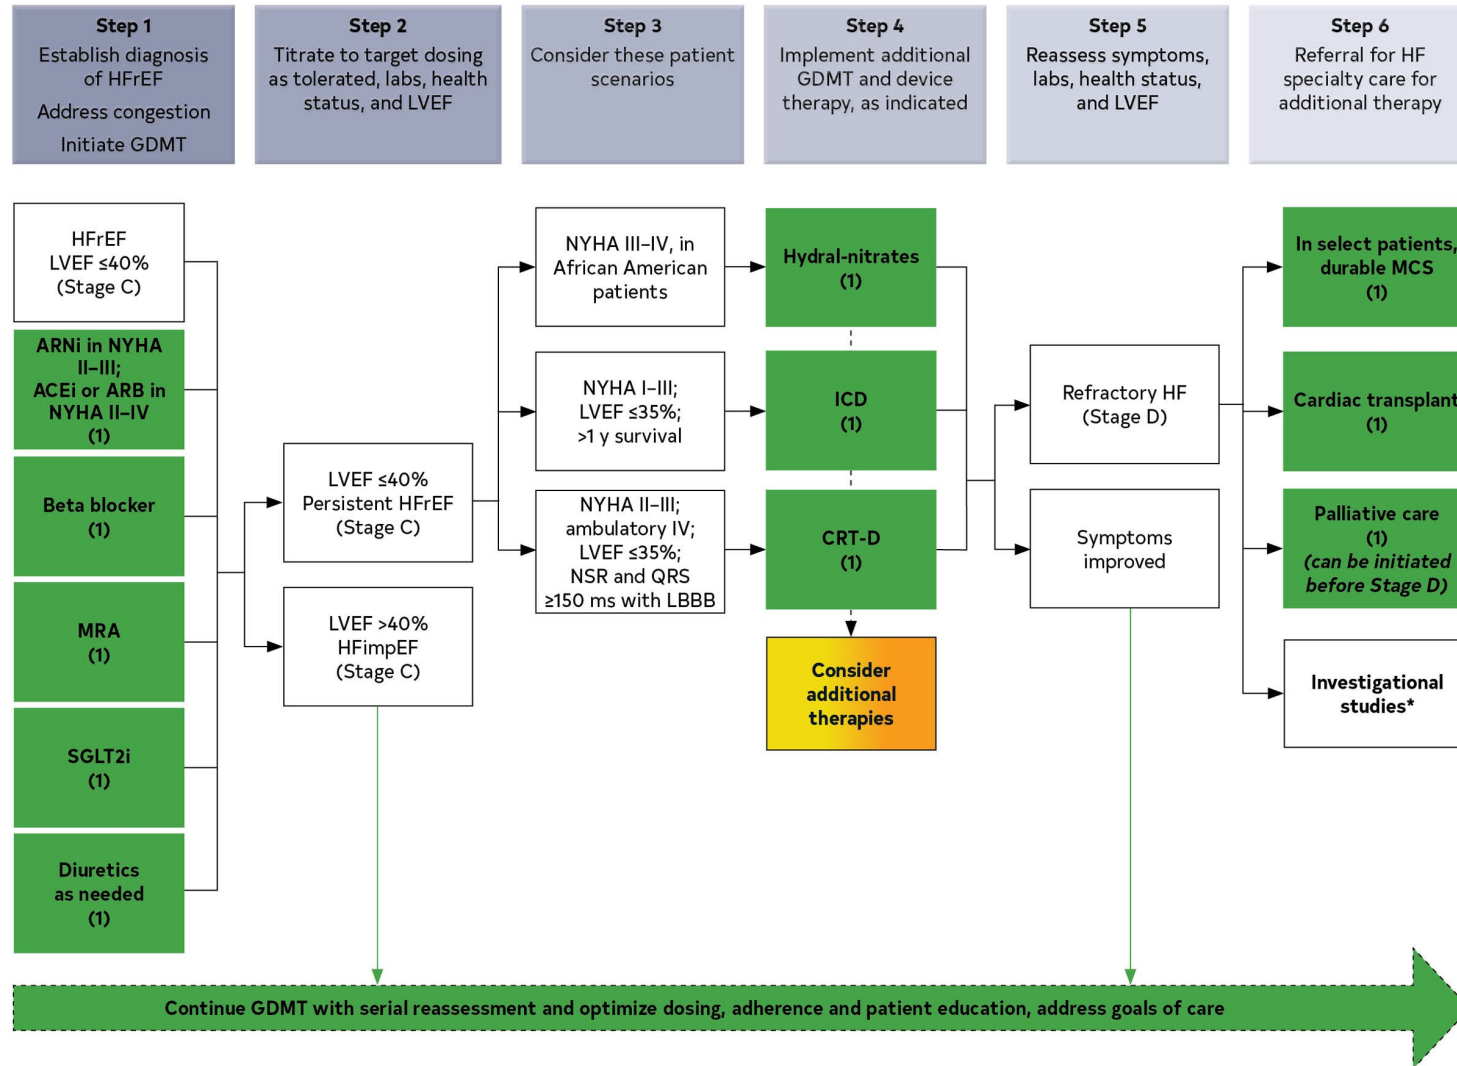 Step 1
Establish diagnosis
of HFrEF
Address congestion
Initiate GDMT
Step 2
Titrate to target dosing
as tolerated, labs, health
status, and LVEF
Step 3
Consider these patient
scenarios
Step 4
Implement additional
GDMT and device
therapy, as indicated
Step 5
Reassess symptoms,
labs, health status,
and LVEF
Step 6
Referral for HF
specialty care for
additional therapy
HFrEF
LVEF ≤40%
(Stage C)
ARNi in NYHA
II–III;
ACEi or ARB in
NYHA II–IV
(1)
Beta blocker
(1)
MRA
(1)
SGLT2i
(1)
Diuretics
as needed
(1)
LVEF ≤40%
Persistent HFrEF
(Stage C)
LVEF >40%
HFimpEF
(Stage C)
NYHA III–IV, in
African American
patients
NYHA I–III;
LVEF ≤35%;
>1 y survival
NYHA II–III;
ambulatory IV;
LVEF ≤35%;
NSR and QRS
≥150 ms with LBBB
Hydral-nitrates
(1)
ICD
(1)
CRT-D
(1)
Consider
additional
therapies
Refractory HF
(Stage D)
Symptoms
improved
In select patients,
durable MCS
(1)
Cardiac transplant
(1)
Palliative care
(1)
(can be initiated
before Stage D)
Investigational
studies*
Continue GDMT with serial reassessment and optimize dosing, adherence and patient education, address goals of care